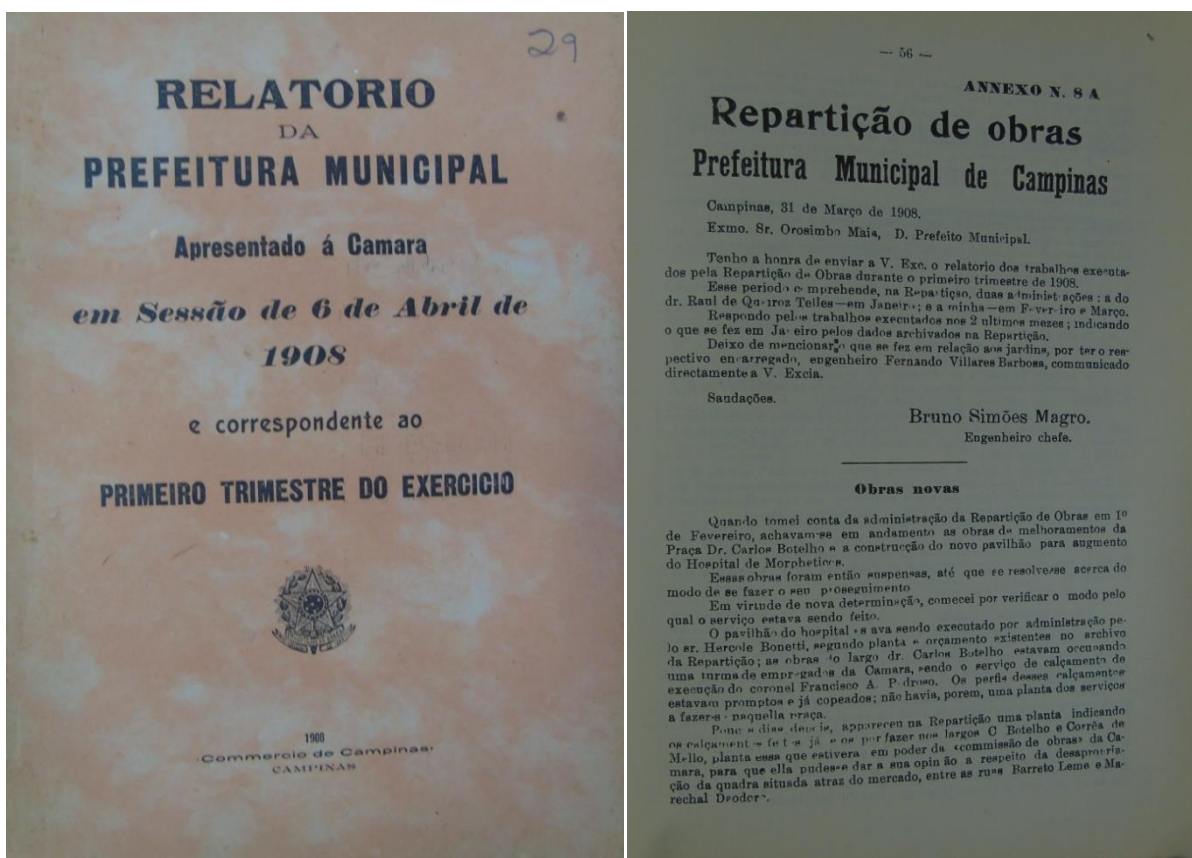 29
RELATORIO
DA
PREFEITURA MUNICIPAL
Apresentado á Camara
em Sessão de 6 de Abril de
1908
e correspondente ao
PRIMEIRO TRIMESTRE DO EXERCICIO
1908
«Commercio de Campinas»
CAMPINAS
— 56 —
ANNEXO N. 8 A
Repartição de obras
Prefeitura Municipal de Campinas
Campinas, 31 de Março de 1908.
Exmo. Sr. Orosimbo Maia, D. Prefeito Municipal.
Tenho a honra de enviar a V. Exc. o relatorio dos trabalhos executa-
dos pela Repartição de Obras durante o primeiro trimestre de 1908.
Esse periodo comprehende, na Repartiçao, duas administrações : a do
dr. Raul de Queiroz Telles—em Janeiro; e a minha—em Fevereiro e Março.
Respondo pelos trabalhos executados nos 2 ultimos mezes ; indicando
o que se fez em Janeiro pelos dados archivados na Repartição.
Deixo de mencionar o que se fez em relação aos jardins, por ter o res-
pectivo encarregado, engenheiro Fernando Villares Barbosa, communicado
directamente a V. Excia.
Saudações.
Bruno Simões Magro.
Engenheiro chefe.
Obras novas
Quando tomei conta da administração da Repartição de Obras em 1º
de Fevereiro, achavam-se em andamento as obras de melhoramentos da
Praça Dr. Carlos Botelho e a construcção do novo pavilhão para augmento
do Hospital de Morpheticos.
Essas obras foram então suspensas, até que se resolvesse acerca do
modo de se fazer o seu proseguimento
Em virtude de nova determinação, comecei por verificar o modo pelo
qual o serviço estava sendo feito.
O pavilhão do hospital estava sendo executado por administração pe-
lo sr. Hercole Bonetti, segundo planta e orçamento existentes no archivo
da Repartição ; as obras do largo dr. Carlos Botelho estavam occupando
uma turma de empregados da Camara, sendo o serviço de calçamento de
execução do coronel Francisco A. Pedroso. Os perfis desses calçamentos
estavam promptos e já copeados; não havia, porem, uma planta dos serviços
a fazer-se naquella praça.
dias depois, appareceu na Repartição uma planta indicando
os calçamentos feitos já e os por fazer nos largos C Botelho e Corrêa de
Mello, planta essa que estivera em poder da «commissão de obras» da Ca-
mara, para que ella pudesse dar a sua opinião a respeito da desapropria-
ção da quadra situada atraz do mercado, entre as ruas Barreto Leme e Ma-
rechal Deodoro.